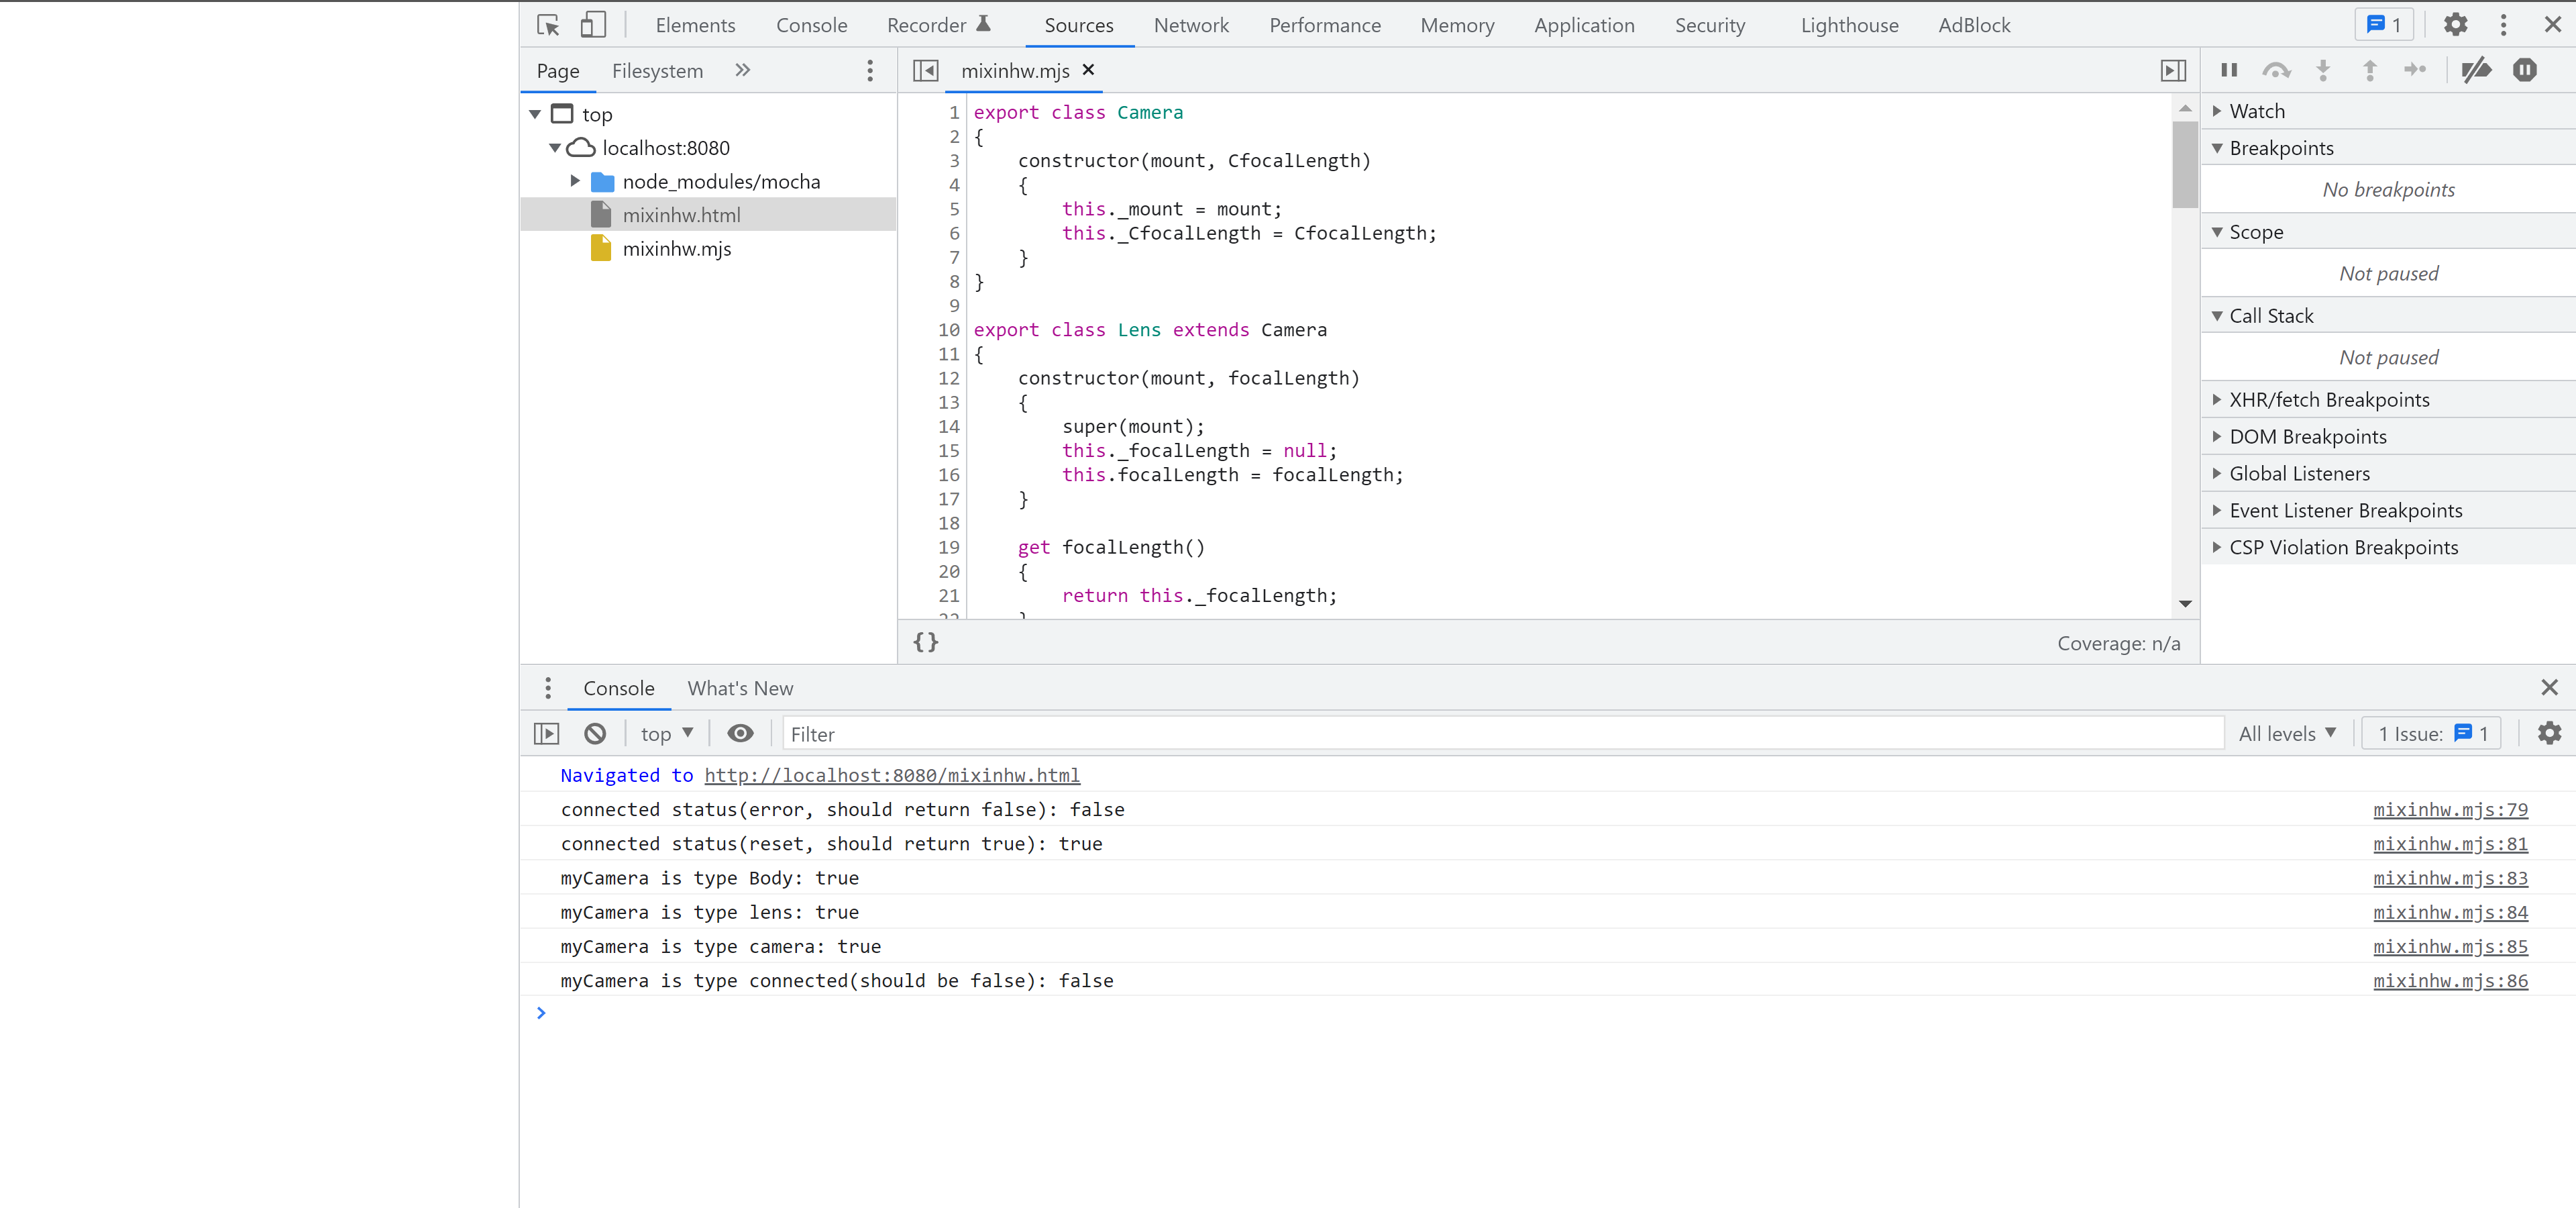 Elements Console Recorder Sources Network Performance Memory Application Security Lighthouse AdBlock 1
Page Filesystem »
mixinhw.mjs ×
top
localhost:8080
node_modules/mocha
mixinhw.html
mixinhw.mjs
1 export class Camera
2 {
3 constructor(mount, CfocalLength)
4 {
5 this._mount = mount;
6 this._CfocalLength = CfocalLength;
7 }
8 }
9
10 export class Lens extends Camera
11 {
12 constructor(mount, focalLength)
13 {
14 super(mount);
15 this._focalLength = null;
16 this.focalLength = focalLength;
17 }
18
19 get focalLength()
20 {
21 return this._focalLength;
22 }
{} Coverage: n/a
Watch
Breakpoints
No breakpoints
Scope
Not paused
Call Stack
Not paused
XHR/fetch Breakpoints
DOM Breakpoints
Global Listeners
Event Listener Breakpoints
CSP Violation Breakpoints
Console What's New
top Filter All levels 1 Issue: 1
Navigated to http://localhost:8080/mixinhw.html
connected status(error, should return false): false mixinhw.mjs:79
connected status(reset, should return true): true mixinhw.mjs:81
myCamera is type Body: true mixinhw.mjs:83
myCamera is type lens: true mixinhw.mjs:84
myCamera is type camera: true mixinhw.mjs:85
myCamera is type connected(should be false): false mixinhw.mjs:86
>